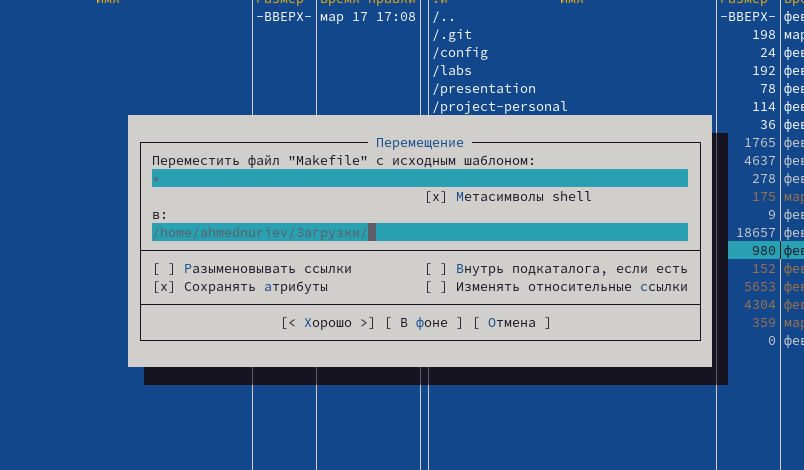 Имя Размер Время правки .и Имя Размер
-ВВЕРХ- мар 17 17:08 /.. -ВВЕРХ- фев
/.git 198 мар
/config 24 фев
/labs 192 фев
/presentation 78 фев
/project-personal 114 фев
36 фев
Перемещение 1765 фев
Переместить файл "Makefile" с исходным шаблоном: 4637 фев
* 278 фев
[x] Метасимволы shell 175 мар
в: 9 фев
/home/ahmednuriev/Загрузки/ 18657 фев
980 фев
[ ] Разыменовывать ссылки [ ] Внутрь подкаталога, если есть 152 фев
[x] Сохранять атрибуты [ ] Изменять относительные ссылки 5653 фев
4304 фев
[< Хорошо >] [ В фоне ] [ Отмена ] 359 мар
0 фев